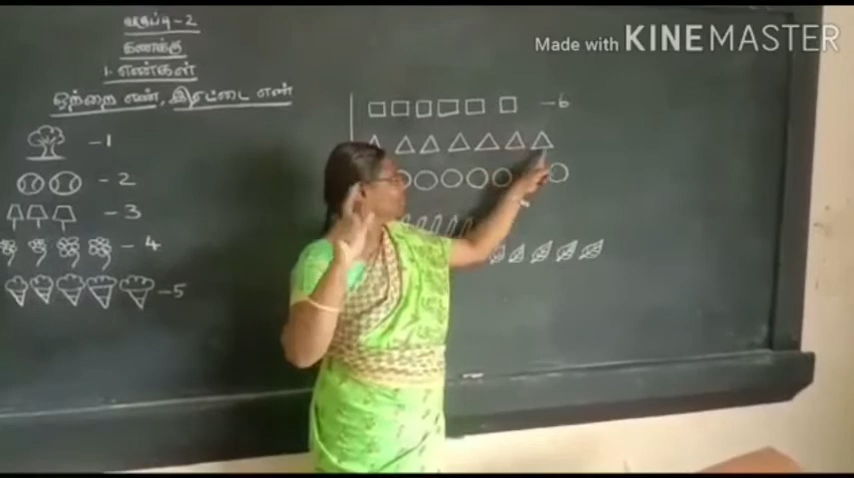 Made with KINEMASTER
வகுப்பு - 2
கணக்கு
1. எண்கள்
ஒற்றை எண், இரட்டை எண்
- 1
- 2
- 3
- 4
- 5
- 6